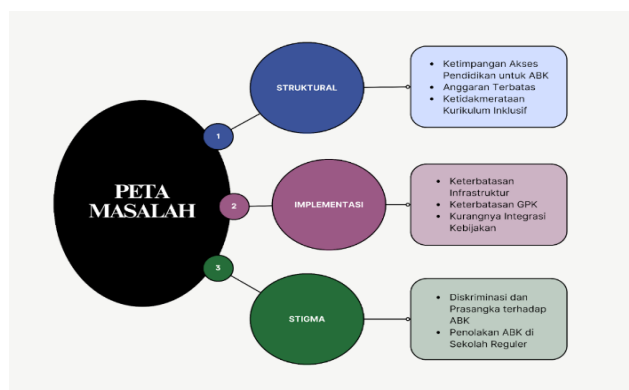 PETA
MASALAH
1
STRUKTURAL
• Ketimpangan Akses
Pendidikan untuk ABK
• Anggaran Terbatas
• Ketidakmerataan
Kurikulum Inklusif
2
IMPLEMENTASI
• Keterbatasan
Infrastruktur
• Keterbatasan GPK
• Kurangnya Integrasi
Kebijakan
3
STIGMA
• Diskriminasi dan
Prasangka terhadap
ABK
• Penolakan ABK di
Sekolah Reguler